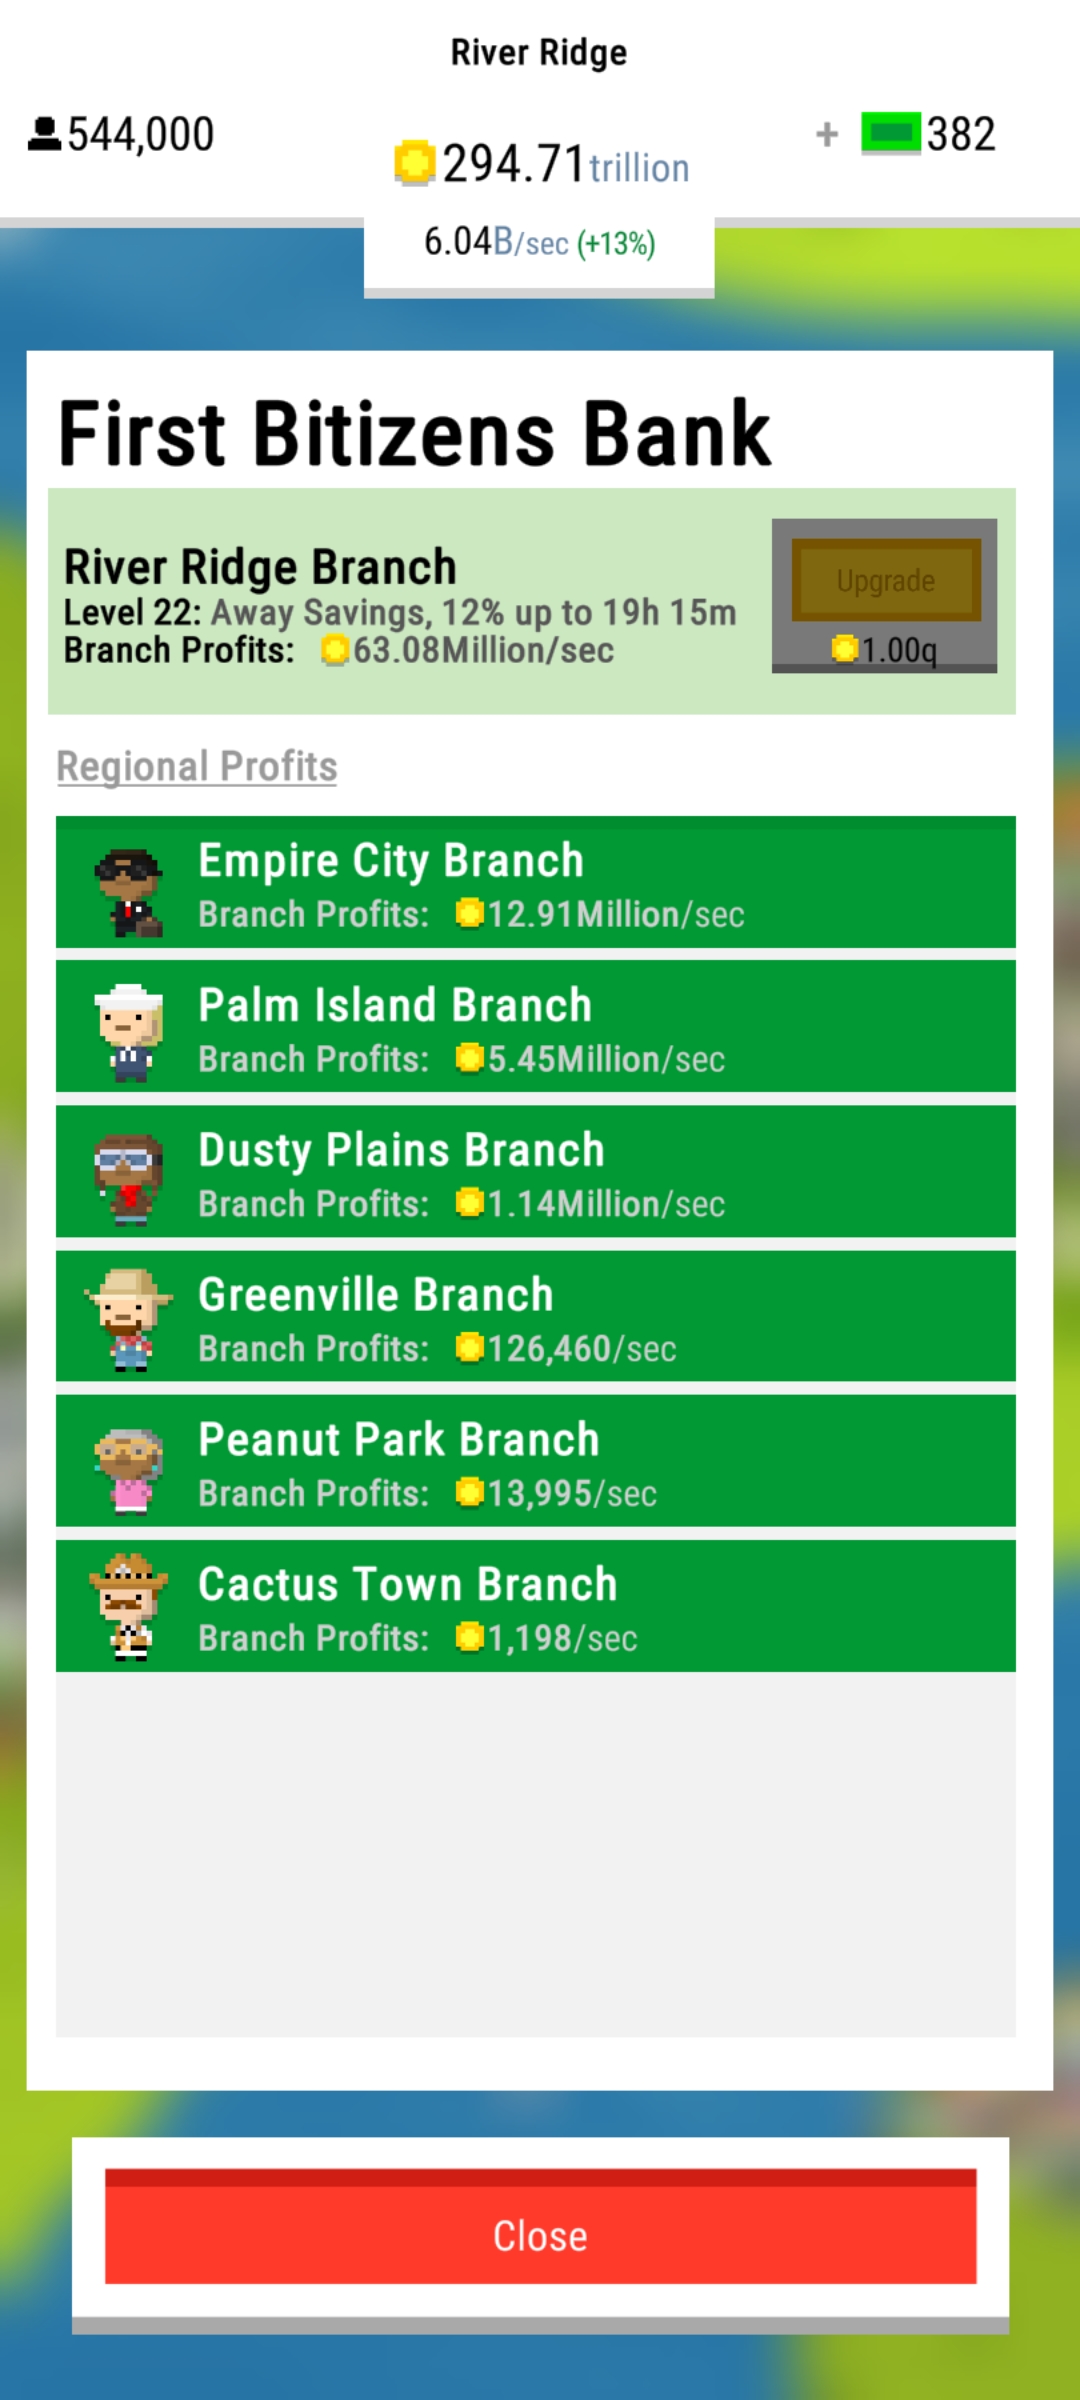 River Ridge
544,000
294.71trillion
+ 382
6.04B/sec (+13%)
First Bitizens Bank
River Ridge Branch
Level 22: Away Savings, 12% up to 19h 15m
Branch Profits: 63.08Million/sec
Upgrade
1.00q
Regional Profits
Empire City Branch
Branch Profits: 12.91Million/sec
Palm Island Branch
Branch Profits: 5.45Million/sec
Dusty Plains Branch
Branch Profits: 1.14Million/sec
Greenville Branch
Branch Profits: 126,460/sec
Peanut Park Branch
Branch Profits: 13,995/sec
Cactus Town Branch
Branch Profits: 1,198/sec
Close